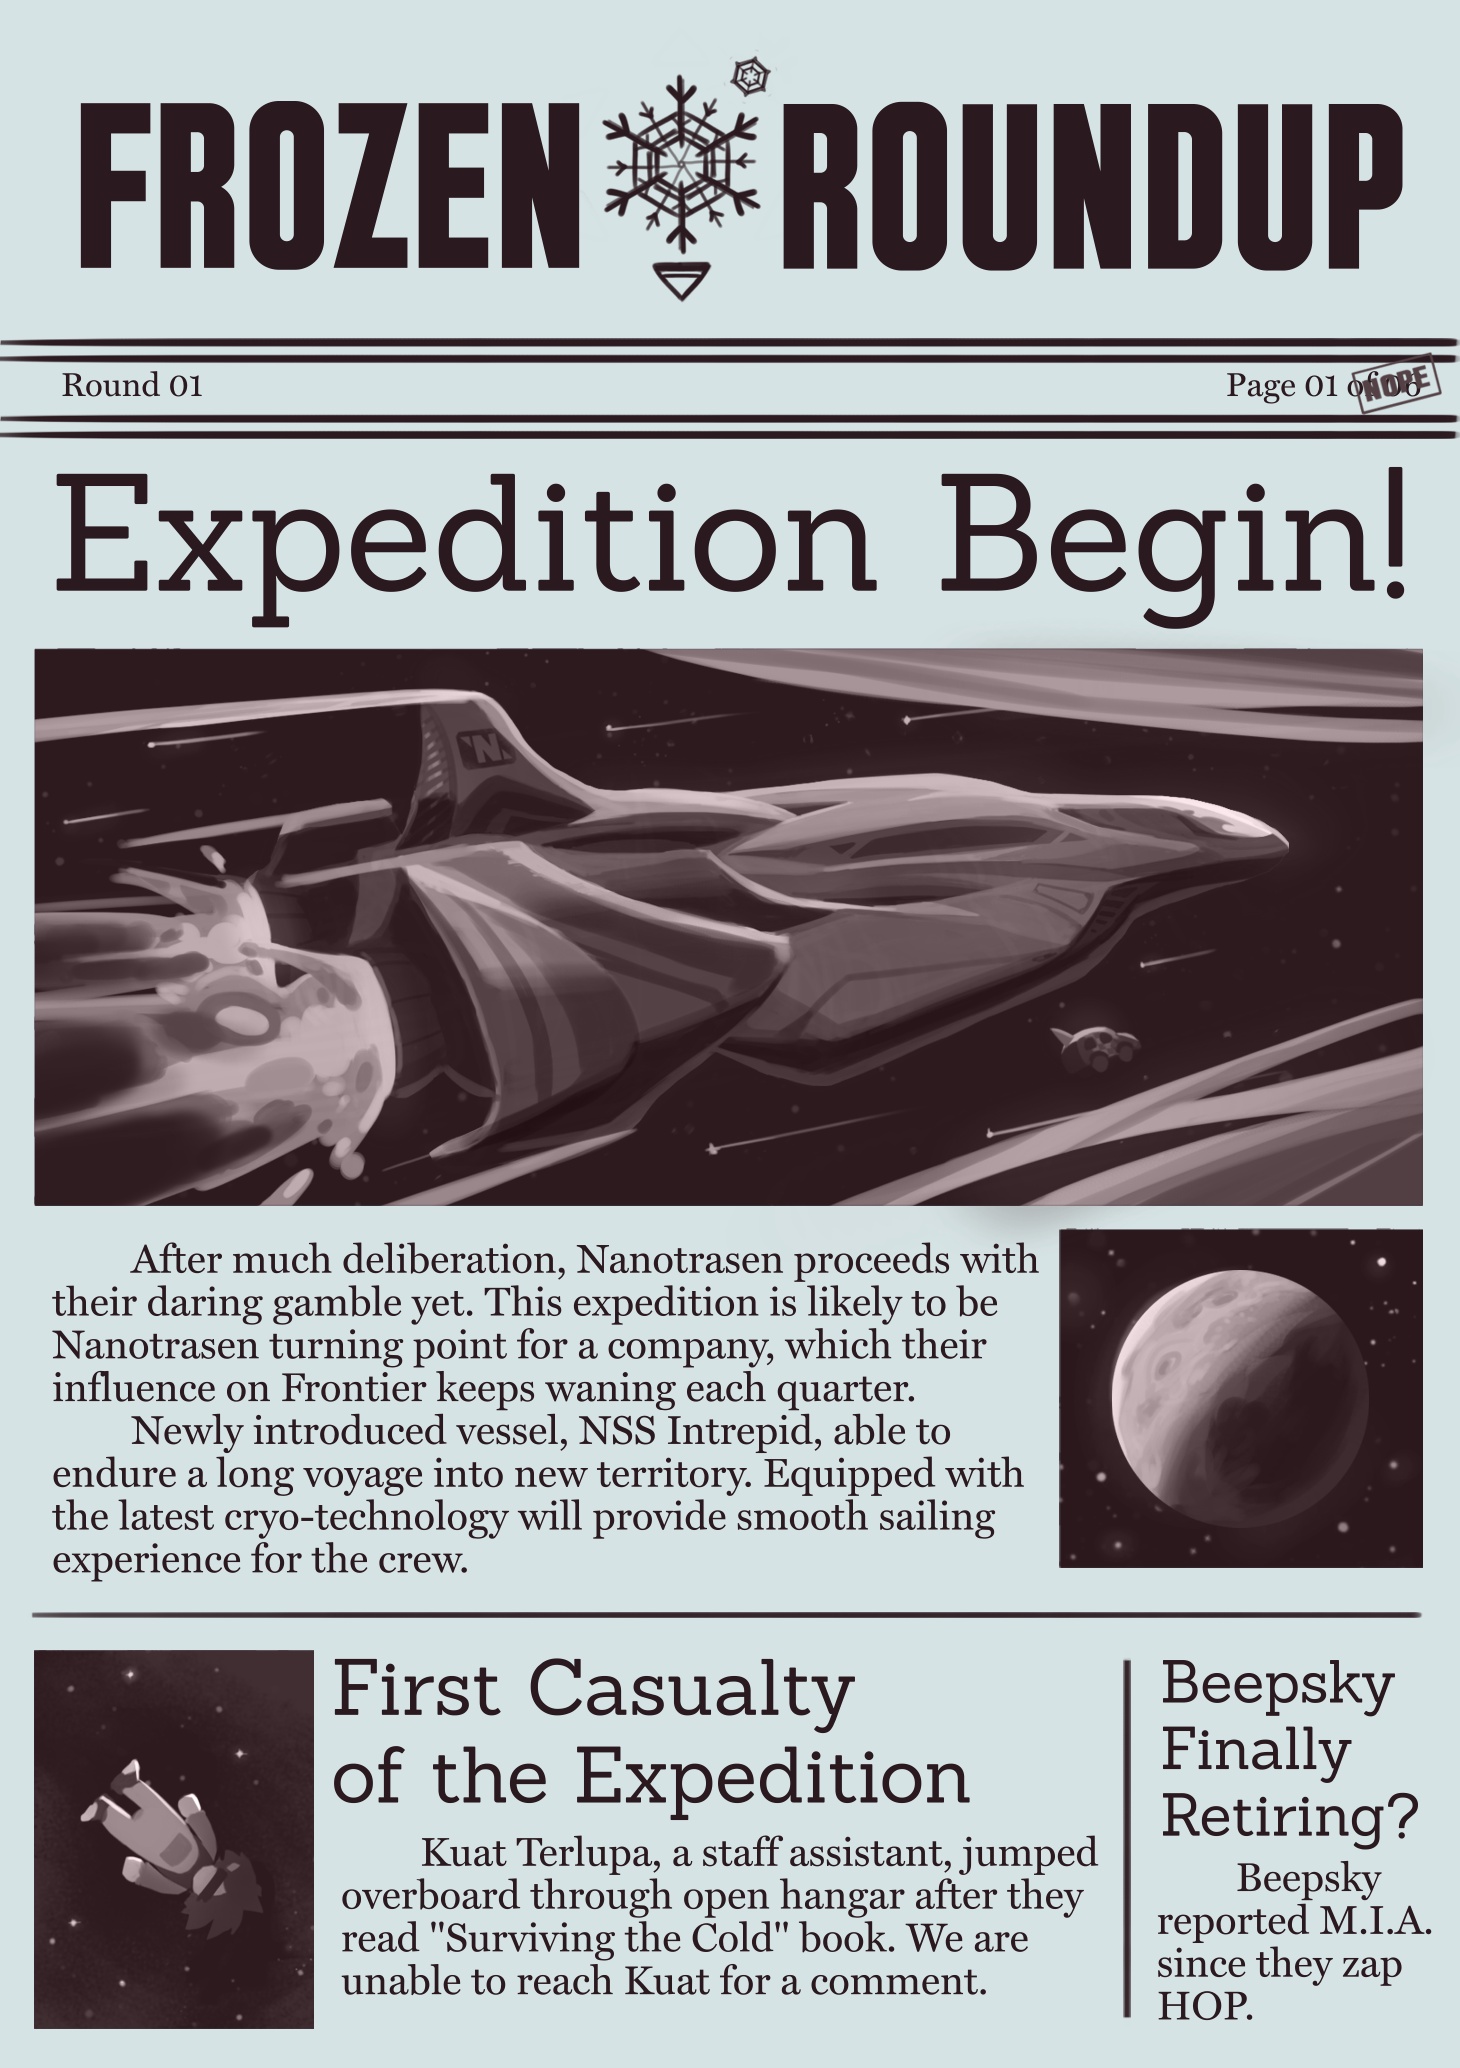 FROZEN ROUNDUP
Round 01
Page 01 of 06
NOPE
Expedition Begin!
N
After much deliberation, Nanotrasen proceeds with
their daring gamble yet. This expedition is likely to be
Nanotrasen turning point for a company, which their
influence on Frontier keeps waning each quarter.
Newly introduced vessel, NSS Intrepid, able to
endure a long voyage into new territory. Equipped with
the latest cryo-technology will provide smooth sailing
experience for the crew.
First Casualty
of the Expedition
Kuat Terlupa, a staff assistant, jumped
overboard through open hangar after they
read "Surviving the Cold" book. We are
unable to reach Kuat for a comment.
Beepsky
Finally
Retiring?
Beepsky
reported M.I.A.
since they zap
HOP.